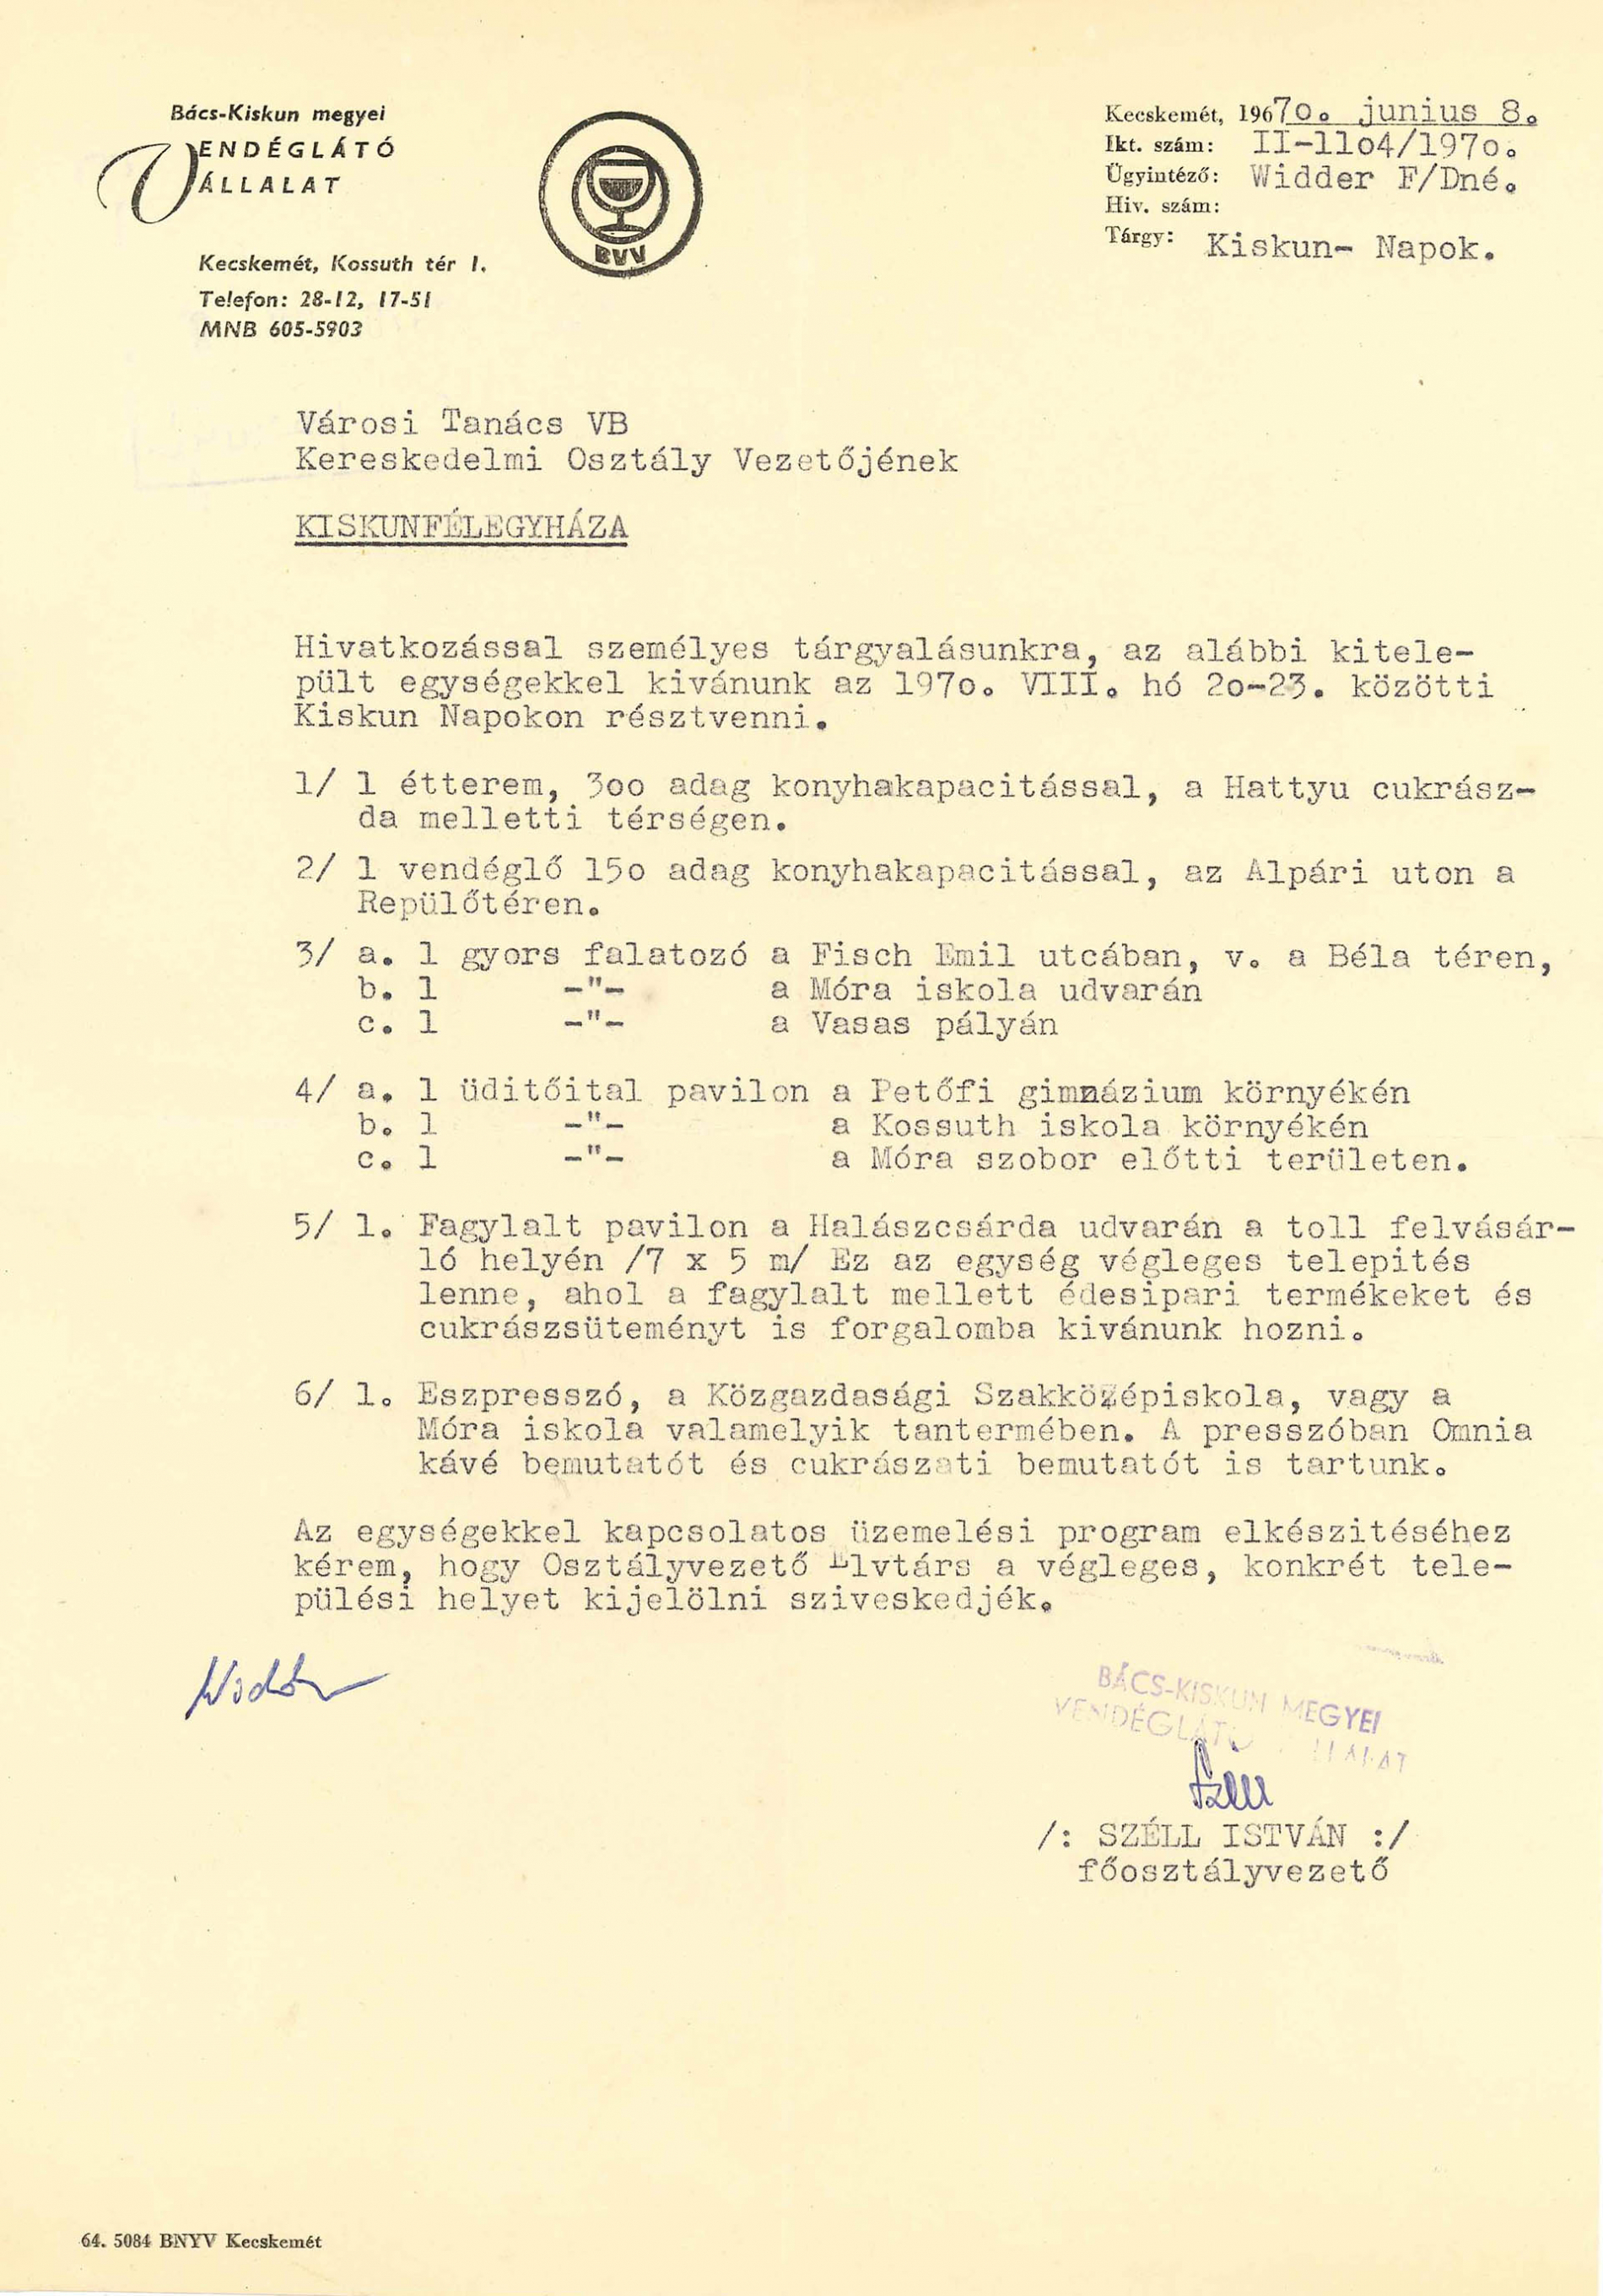 Bács-Kiskun megyei
VENDÉGLÁTÓ
VÁLLALAT
Kecskemét, Kossuth tér 1.
Telefon: 28-12, 17-51
MNB 605-5903
BVV
Kecskemét, 1967o. junius 8.
Ikt. szám: II-11o4/197o.
Ügyintéző: Widder F/Dné.
Hiv. szám:
Tárgy: Kiskun- Napok.
Városi Tanács VB
Kereskedelmi Osztály Vezetőjének
KISKUNFÉLEGYHÁZA
Hivatkozással személyes tárgyalásunkra, az alábbi kitele-
pült egységekkel kivánunk az 197o. VIII. hó 2o-23. közötti
Kiskun Napokon résztvenni.
1/ 1 étterem, 3oo adag konyhakapacitással, a Hattyu cukrász-
da melletti térségen.
2/ 1 vendéglő 15o adag konyhakapacitással, az Alpári uton a
Repülőtéren.
3/ a. 1 gyors falatozó a Fisch Emil utcában, v. a Béla téren,
b. 1 -"- a Móra iskola udvarán
c. 1 -"- a Vasas pályán
4/ a. 1 üditőital pavilon a Petőfi gimnázium környékén
b. 1 -"- a Kossuth iskola környékén
c. 1 -"- a Móra szobor előtti területen.
5/ 1. Fagylalt pavilon a Halászcsárda udvarán a toll felvásár-
ló helyén /7 x 5 m/ Ez az egység végleges telepités
lenne, ahol a fagylalt mellett édesipari termékeket és
cukrászsüteményt is forgalomba kivánunk hozni.
6/ 1. Eszpresszó, a Közgazdasági Szakközépiskola, vagy a
Móra iskola valamelyik tantermében. A presszóban Omnia
kávé bemutatót és cukrászati bemutatót is tartunk.
Az egységekkel kapcsolatos üzemelési program elkészitéséhez
kérem, hogy Osztályvezető Elvtárs a végleges, konkrét tele-
pülési helyet kijelölni sziveskedjék.
Widder
BÁCS-KISKUN MEGYEI
VENDÉGLÁTÓ VÁLLALAT
Széll
/: SZÉLL ISTVÁN :/
főosztályvezető
64. 5084 BNYV Kecskemét